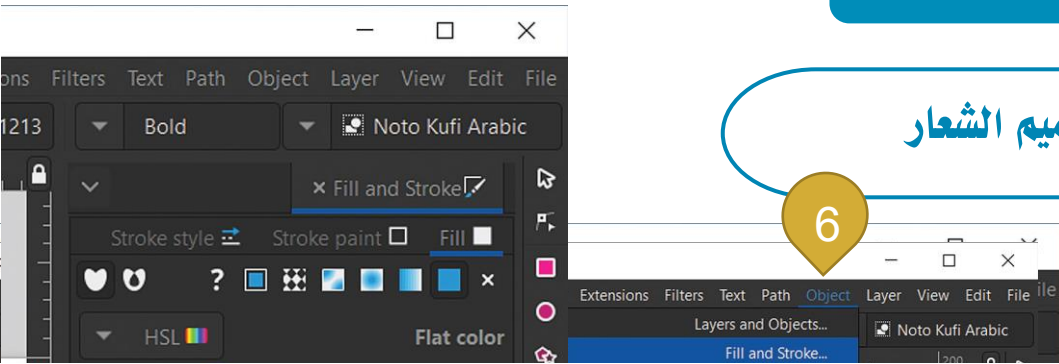 ons Filters Text Path Object Layer View Edit File
1213 Bold Noto Kufi Arabic
Fill and Stroke
Stroke style Stroke paint Fill
?
HSL Flat color
الشعار
6
Extensions Filters Text Path Object Layer View Edit File
Layers and Objects...
Noto Kufi Arabic
Fill and Stroke...
200